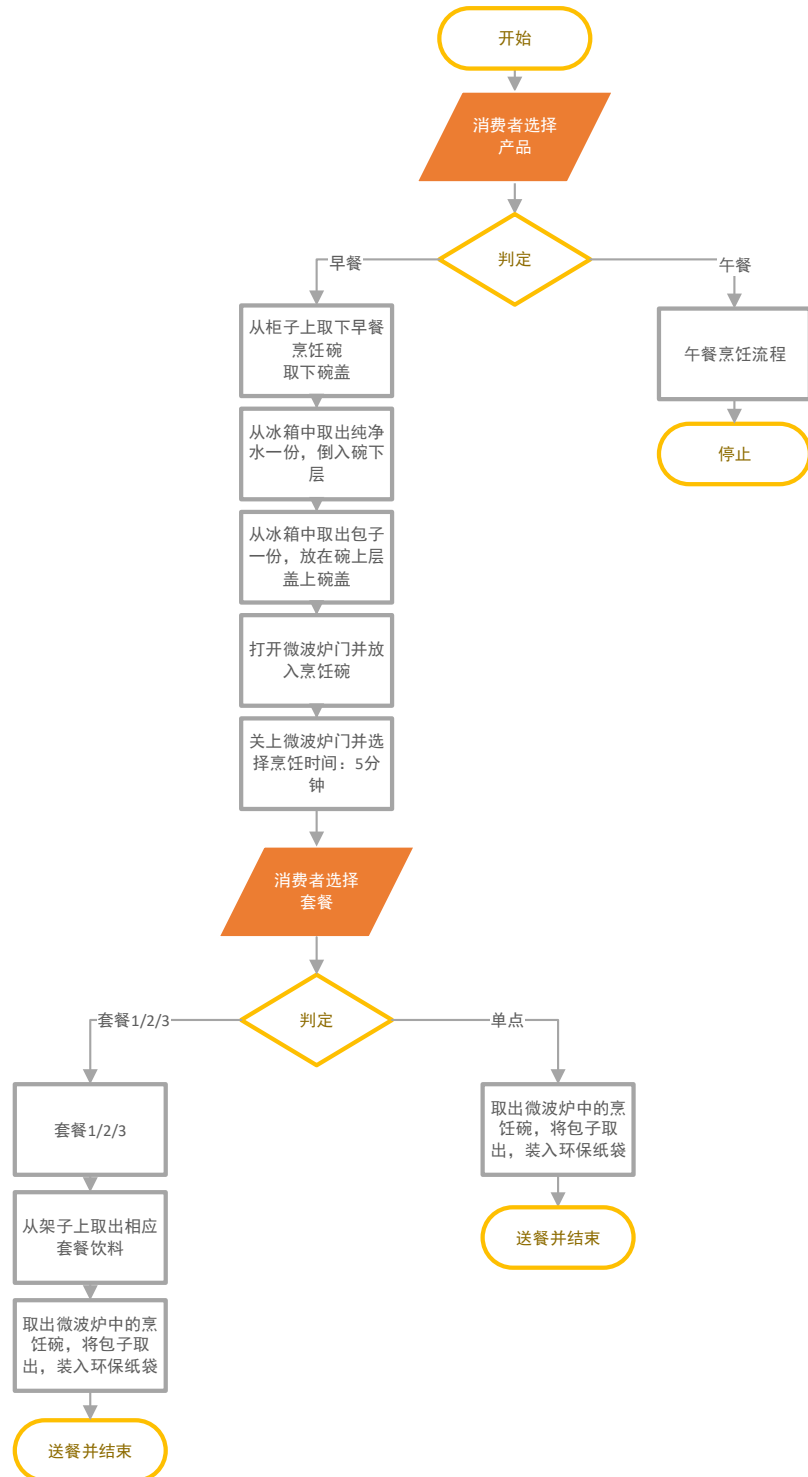 开始
消费者选择
产品
判定
早餐
午餐
从柜子上取下早餐
烹饪碗
取下碗盖
午餐烹饪流程
从冰箱中取出纯净
水一份，倒入碗下
层
停止
从冰箱中取出包子
一份，放在碗上层
盖上碗盖
打开微波炉门并放
入烹饪碗
关上微波炉门并选
择烹饪时间：5分
钟
消费者选择
套餐
判定
套餐1/2/3
单点
套餐1/2/3
取出微波炉中的烹
饪碗，将包子取
出，装入环保纸袋
从架子上取出相应
套餐饮料
送餐并结束
取出微波炉中的烹
饪碗，将包子取
出，装入环保纸袋
送餐并结束